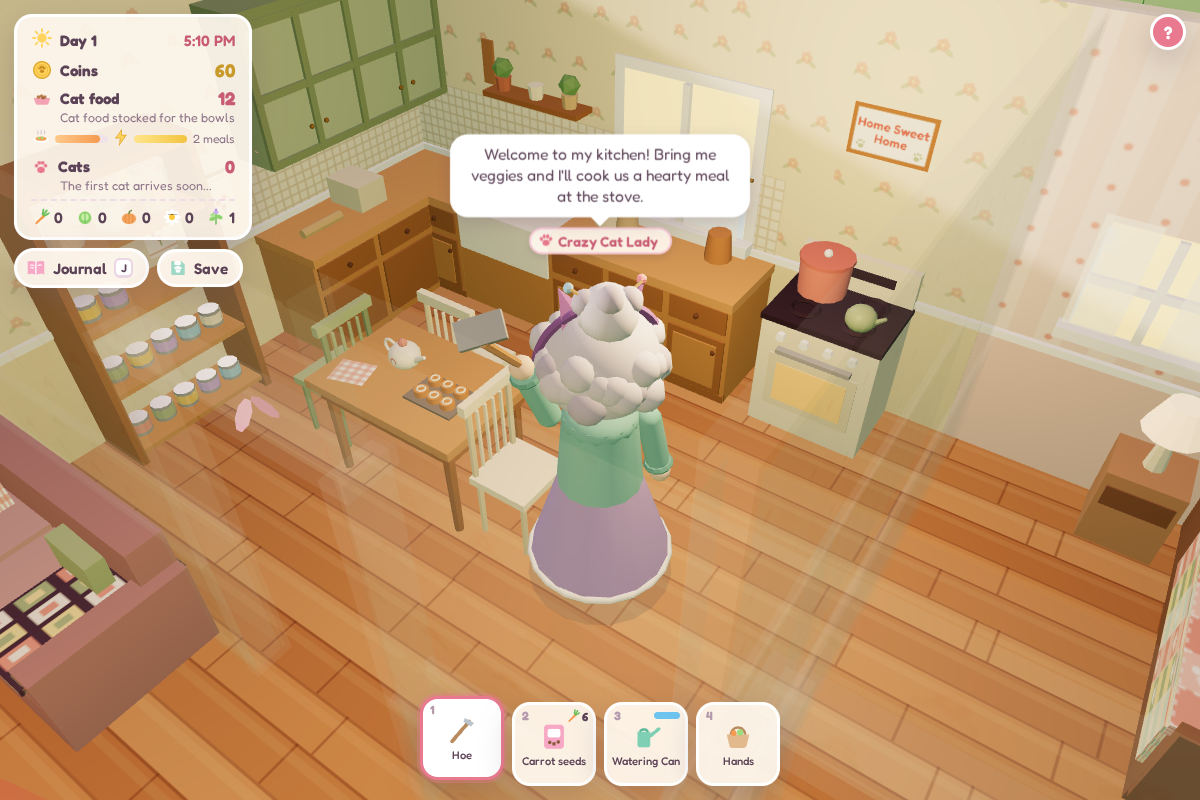 Day 1
5:10 PM
Coins
60
Cat food
12
Cat food stocked for the bowls
2 meals
Cats
0
The first cat arrives soon...
0
0
0
0
1
Journal
J
Save
?
Home Sweet
Home
Welcome to my kitchen! Bring me
veggies and I'll cook us a hearty meal
at the stove.
Crazy Cat Lady
1
Hoe
2
6
Carrot seeds
3
Watering Can
4
Hands